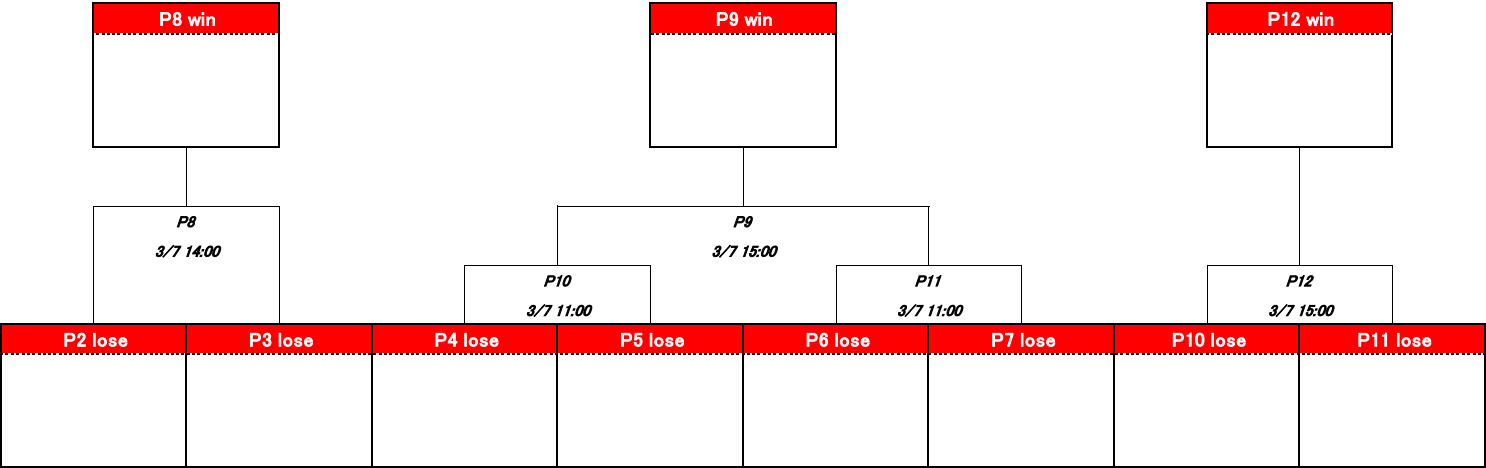 P8 win
P9 win
P12 win
P8
P9
3/7 14:00
3/7 15:00
P10
P11
P12
3/7 11:00
3/7 11:00
3/7 15:00
P2 lose
P3 lose
P4 lose
P5 lose
P6 lose
P7 lose
P10 lose
P11 lose